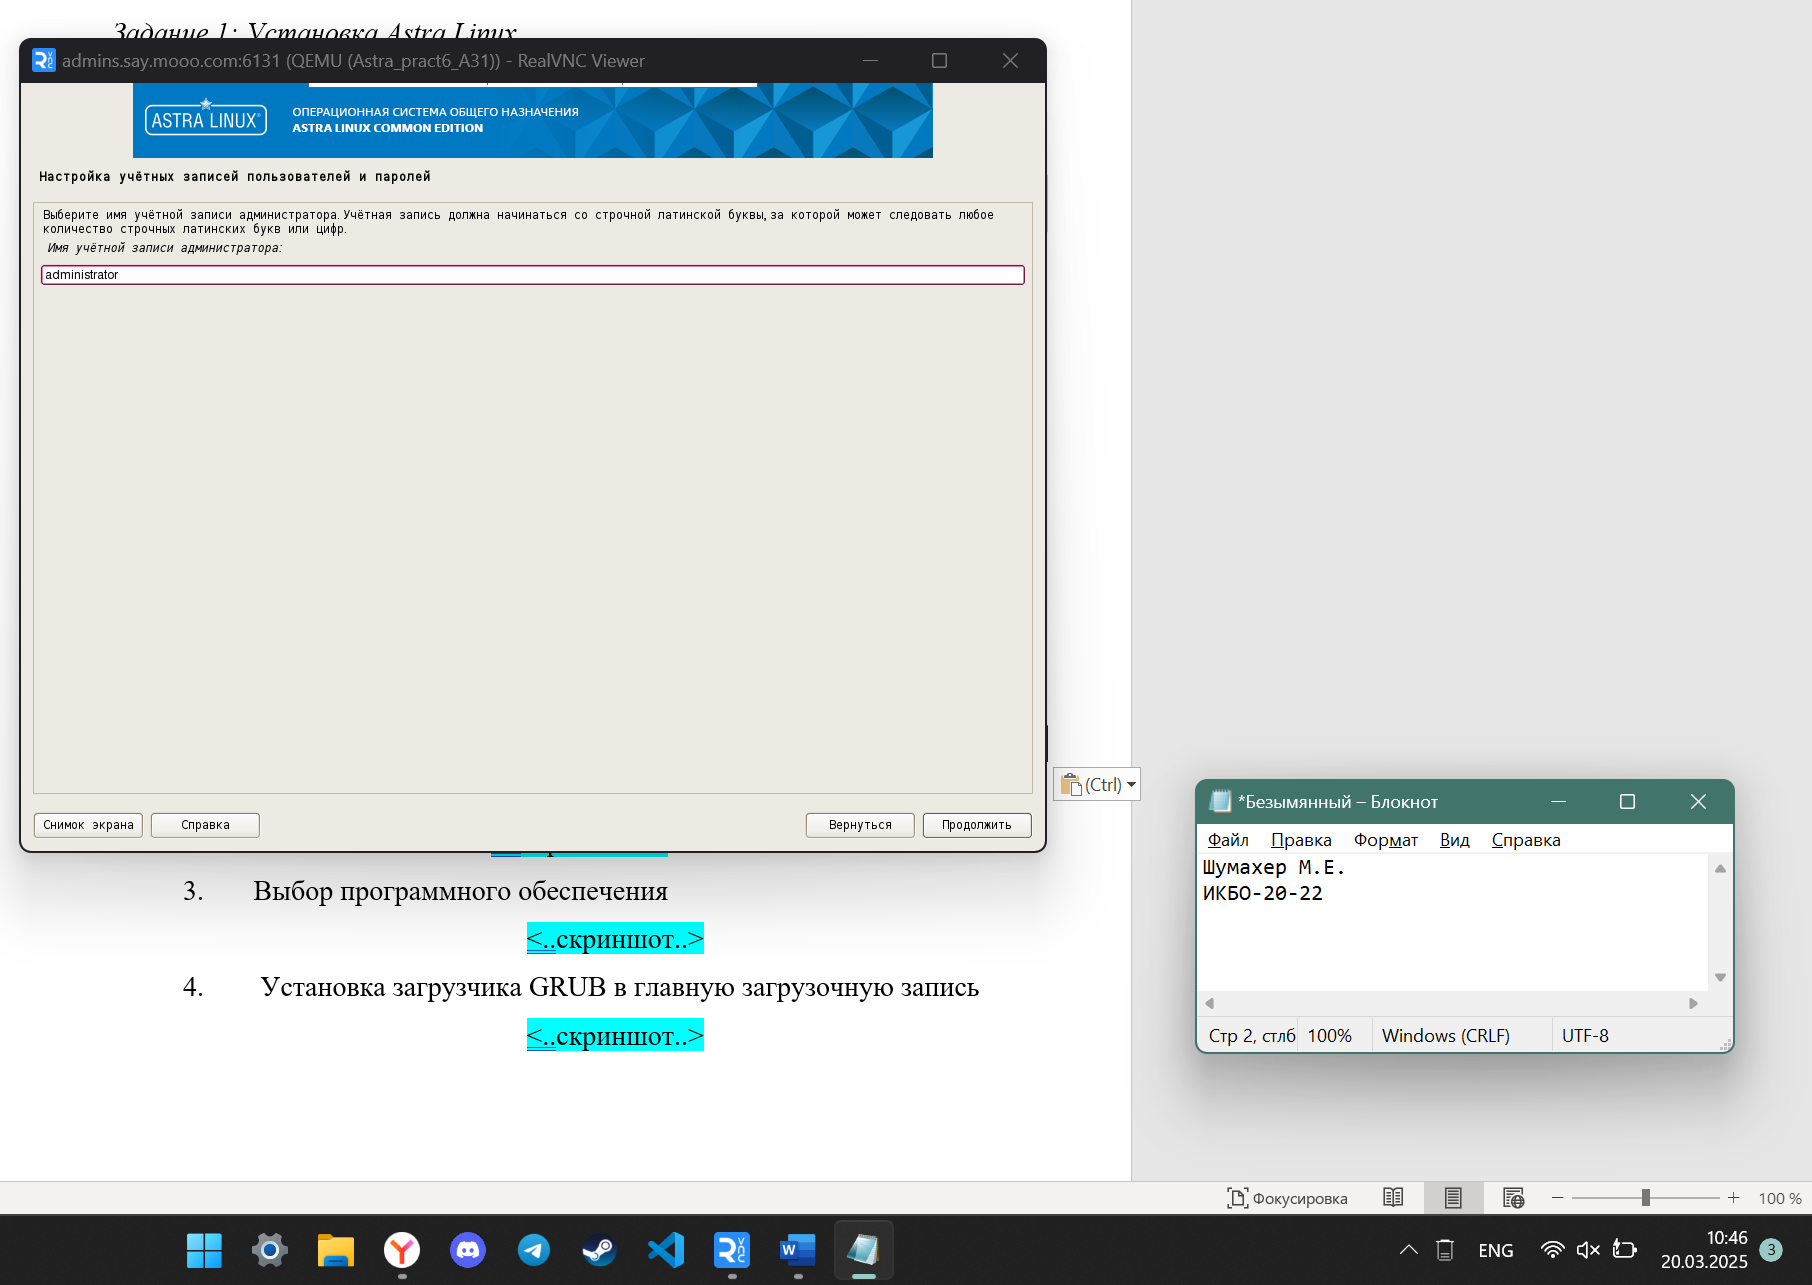 Задание 1: Установка Astra Linux
admins.say.mooo.com:6131 (QEMU (Astra_pract6_A31)) - RealVNC Viewer
ASTRA LINUX
ОПЕРАЦИОННАЯ СИСТЕМА ОБЩЕГО НАЗНАЧЕНИЯ
ASTRA LINUX COMMON EDITION
Настройка учётных записей пользователей и паролей
Выберите имя учётной записи администратора. Учётная запись должна начинаться со строчной латинской буквы, за которой может следовать любое
количество строчных латинских букв или цифр.
Имя учётной записи администратора:
administrator
Снимок экрана
Справка
Вернуться
Продолжить
(Ctrl)
3. Выбор программного обеспечения
<..скриншот..>
4. Установка загрузчика GRUB в главную загрузочную запись
<..скриншот..>
*Безымянный – Блокнот
Файл Правка Формат Вид Справка
Шумахер М.Е.
ИКБО-20-22
Стр 2, стлб 100% Windows (CRLF) UTF-8
Фокусировка
100 %
ENG
10:46
20.03.2025
3